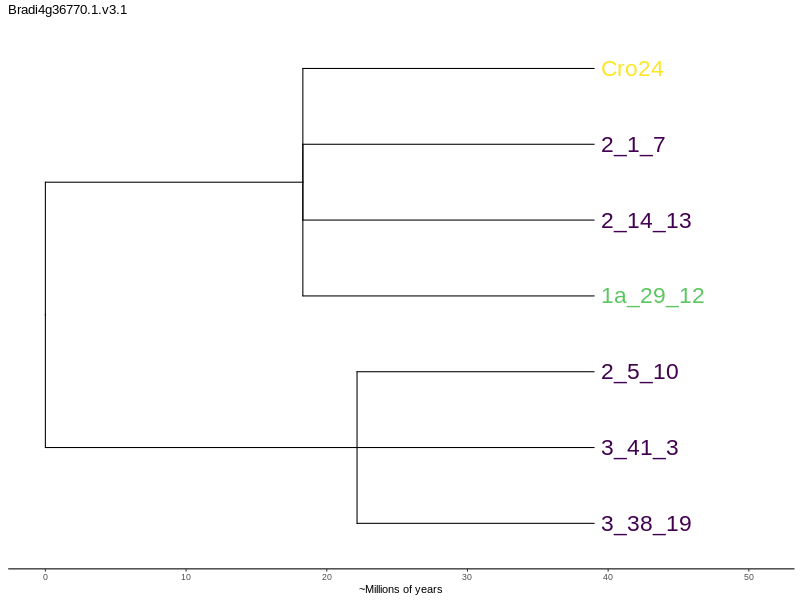 Bradi4g36770.1.v3.1
Cro24
2_1_7
2_14_13
1a_29_12
2_5_10
3_41_3
3_38_19
0 10 20 30 40 50
~Millions of years